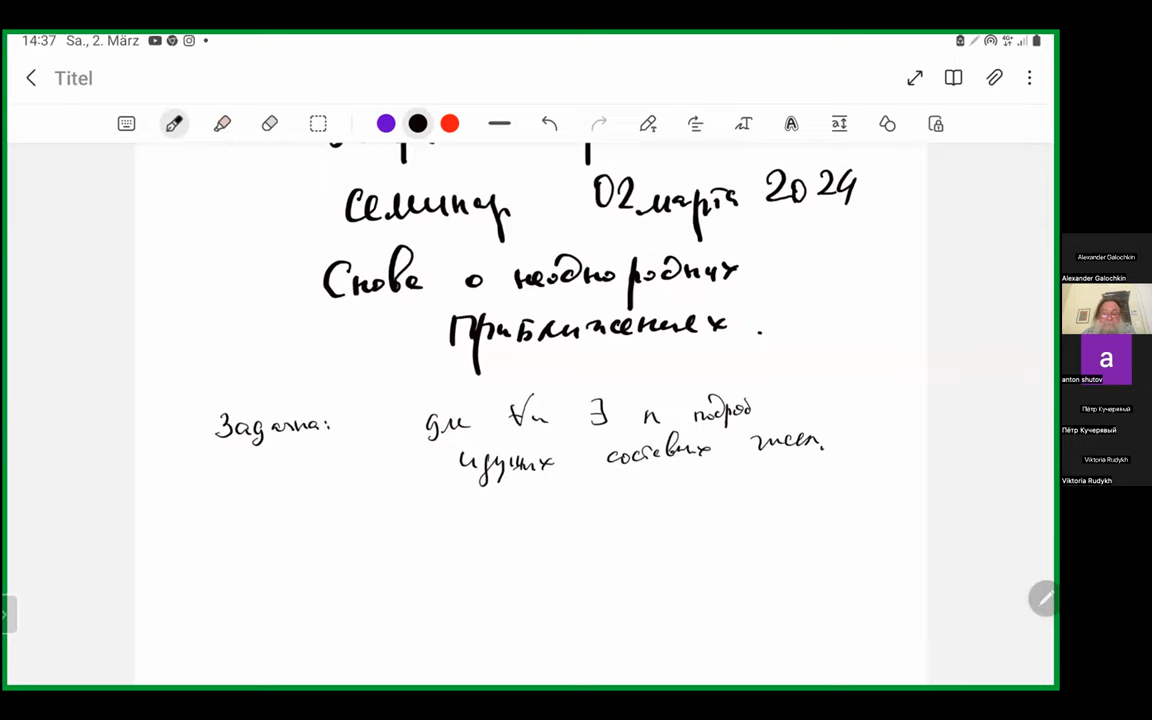 14:37 Sa., 2. März
Titel
семинар 02 марта 2024
Снова о неоднородных
приближениях.
Задача: для ∀n ∃ n подряд
идущих составных чисел.
Alexander Galochkin
Alexander Galochkin
a
anton shutov
Пётр Кучерявый
Пётр Кучерявый
Viktoria Rudykh
Viktoria Rudykh